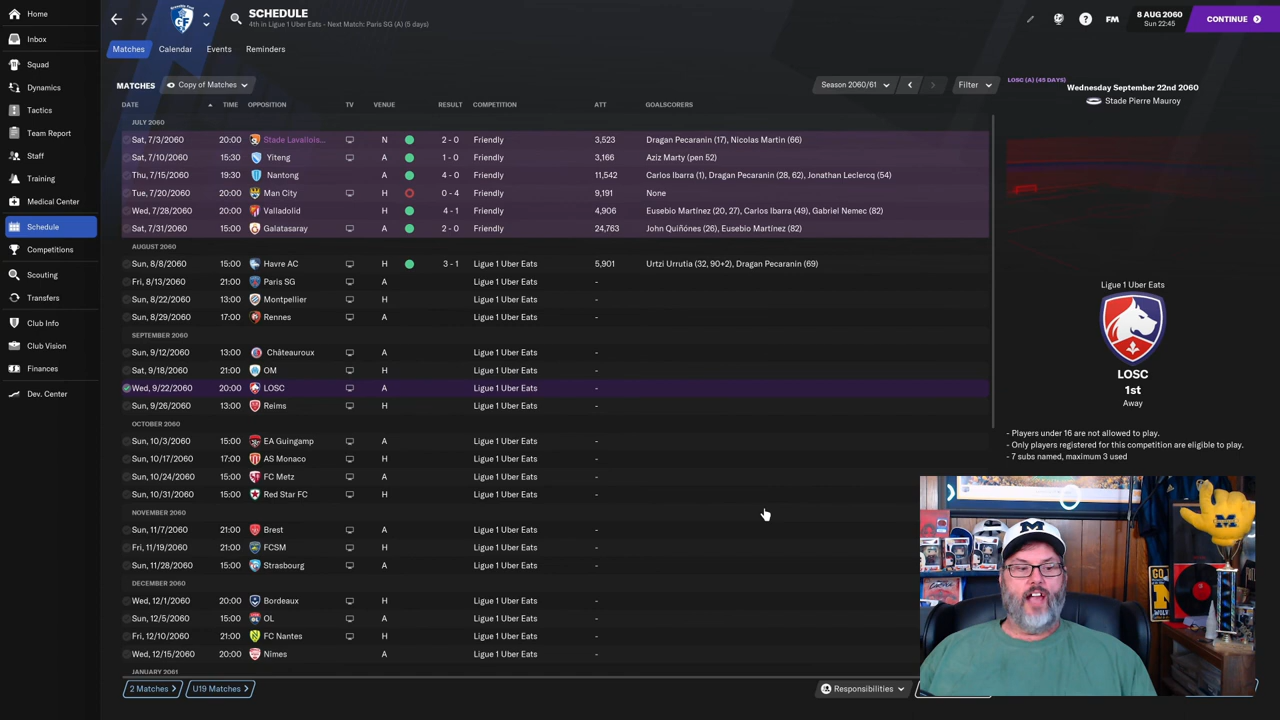 Home
Inbox
Squad
Dynamics
Tactics
Team Report
Staff
Training
Medical Center
Schedule
Competitions
Scouting
Transfers
Club Info
Club Vision
Finances
Dev. Center
SCHEDULE
4th in Ligue 1 Uber Eats - Next Match: Paris SG (A) (5 days)
FM
8 AUG 2060
Sun 22:45
CONTINUE
Matches Calendar Events Reminders
MATCHES Copy of Matches Season 2060/61 Filter
DATE TIME OPPOSITION TV VENUE RESULT COMPETITION ATT GOALSCORERS
JULY 2060
Sat, 7/3/2060 20:00 Stade Lavallois... N 2 - 0 Friendly 3,523 Dragan Pecaranin (17), Nicolas Martin (66)
Sat, 7/10/2060 15:30 Yiteng A 1 - 0 Friendly 3,166 Aziz Marty (pen 52)
Thu, 7/15/2060 19:30 Nantong A 4 - 0 Friendly 11,542 Carlos Ibarra (1), Dragan Pecaranin (28, 62), Jonathan Leclercq (54)
Tue, 7/20/2060 20:00 Man City H 0 - 4 Friendly 9,191 None
Wed, 7/28/2060 20:00 Valladolid H 4 - 1 Friendly 4,906 Eusebio Martínez (20, 27), Carlos Ibarra (49), Gabriel Nemec (82)
Sat, 7/31/2060 15:00 Galatasaray A 2 - 0 Friendly 24,763 John Quiñónes (26), Eusebio Martínez (82)
AUGUST 2060
Sun, 8/8/2060 15:00 Havre AC H 3 - 1 Ligue 1 Uber Eats 5,901 Urtzi Urrutia (32, 90+2), Dragan Pecaranin (69)
Fri, 8/13/2060 21:00 Paris SG A Ligue 1 Uber Eats -
Sun, 8/22/2060 13:00 Montpellier H Ligue 1 Uber Eats -
Sun, 8/29/2060 17:00 Rennes A Ligue 1 Uber Eats -
SEPTEMBER 2060
Sun, 9/12/2060 13:00 Châteauroux A Ligue 1 Uber Eats -
Sat, 9/18/2060 21:00 OM H Ligue 1 Uber Eats -
Wed, 9/22/2060 20:00 LOSC A Ligue 1 Uber Eats -
Sun, 9/26/2060 13:00 Reims H Ligue 1 Uber Eats -
OCTOBER 2060
Sun, 10/3/2060 15:00 EA Guingamp A Ligue 1 Uber Eats -
Sun, 10/17/2060 17:00 AS Monaco H Ligue 1 Uber Eats -
Sun, 10/24/2060 15:00 FC Metz A Ligue 1 Uber Eats -
Sun, 10/31/2060 15:00 Red Star FC H Ligue 1 Uber Eats -
NOVEMBER 2060
Sun, 11/7/2060 21:00 Brest A Ligue 1 Uber Eats -
Fri, 11/19/2060 21:00 FCSM H Ligue 1 Uber Eats -
Sun, 11/28/2060 15:00 Strasbourg A Ligue 1 Uber Eats -
DECEMBER 2060
Wed, 12/1/2060 20:00 Bordeaux H Ligue 1 Uber Eats -
Sun, 12/5/2060 15:00 OL A Ligue 1 Uber Eats -
Fri, 12/10/2060 21:00 FC Nantes H Ligue 1 Uber Eats -
Wed, 12/15/2060 20:00 Nîmes A Ligue 1 Uber Eats -
JANUARY 2061
2 Matches U19 Matches Responsibilities
LOSC (A) (45 DAYS)
Wednesday September 22nd 2060
Stade Pierre Mauroy
Ligue 1 Uber Eats
LOSC
1st
Away
- Players under 16 are not allowed to play.
- Only players registered for this competition are eligible to play.
- 7 subs named, maximum 3 used
M